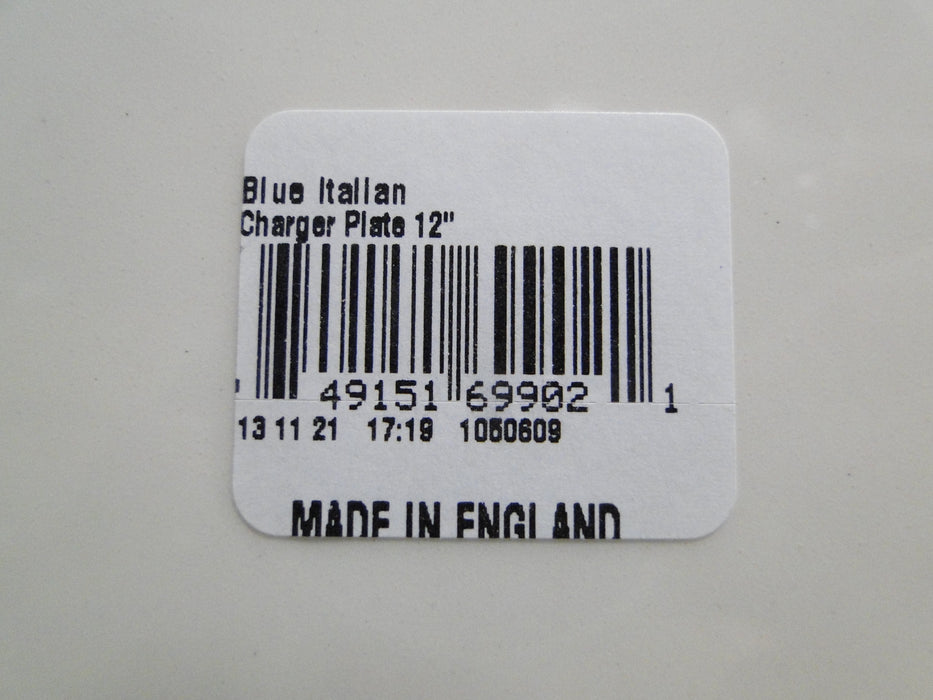 Blue Italian
Charger Plate 12"
49151 69902 1
13 11 21 17:19 1050609
MADE IN ENGLAND